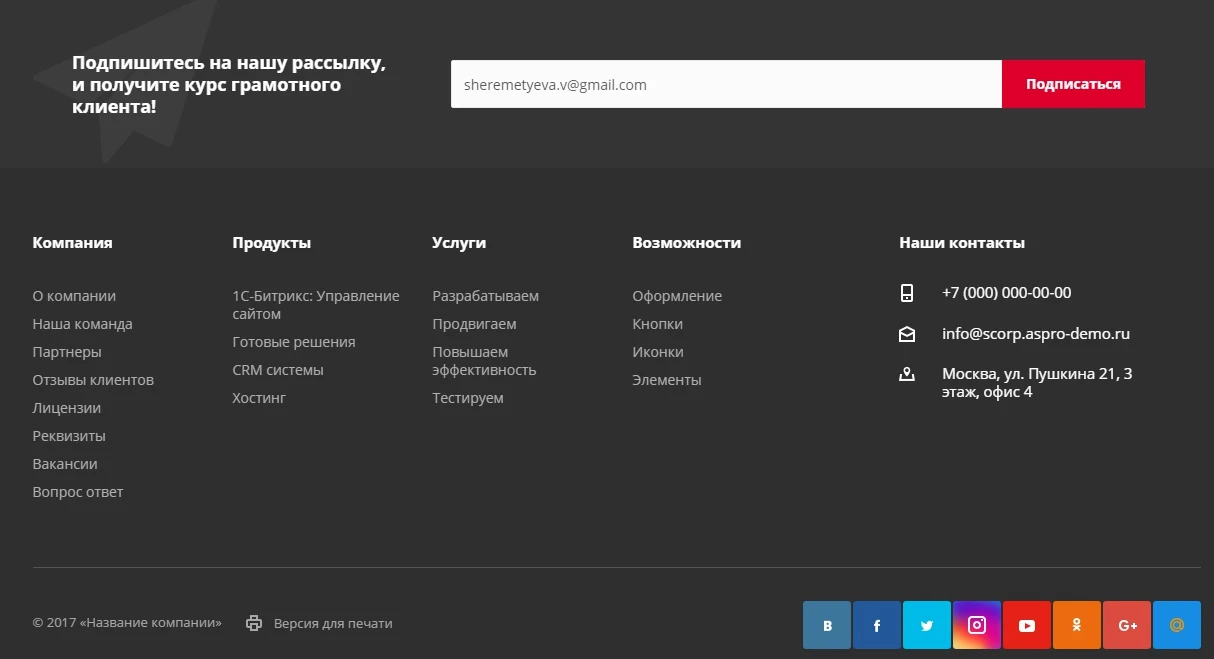 Подпишитесь на нашу рассылку,
и получите курс грамотного
клиента!
sheremetyeva.v@gmail.com
Подписаться
Компания
О компании
Наша команда
Партнеры
Отзывы клиентов
Лицензии
Реквизиты
Вакансии
Вопрос ответ
Продукты
1С-Битрикс: Управление
сайтом
Готовые решения
CRM системы
Хостинг
Услуги
Разрабатываем
Продвигаем
Повышаем
эффективность
Тестируем
Возможности
Оформление
Кнопки
Иконки
Элементы
Наши контакты
+7 (000) 000-00-00
info@scorp.aspro-demo.ru
Москва, ул. Пушкина 21, 3
этаж, офис 4
© 2017 «Название компании»
Версия для печати
B
f
G+
@